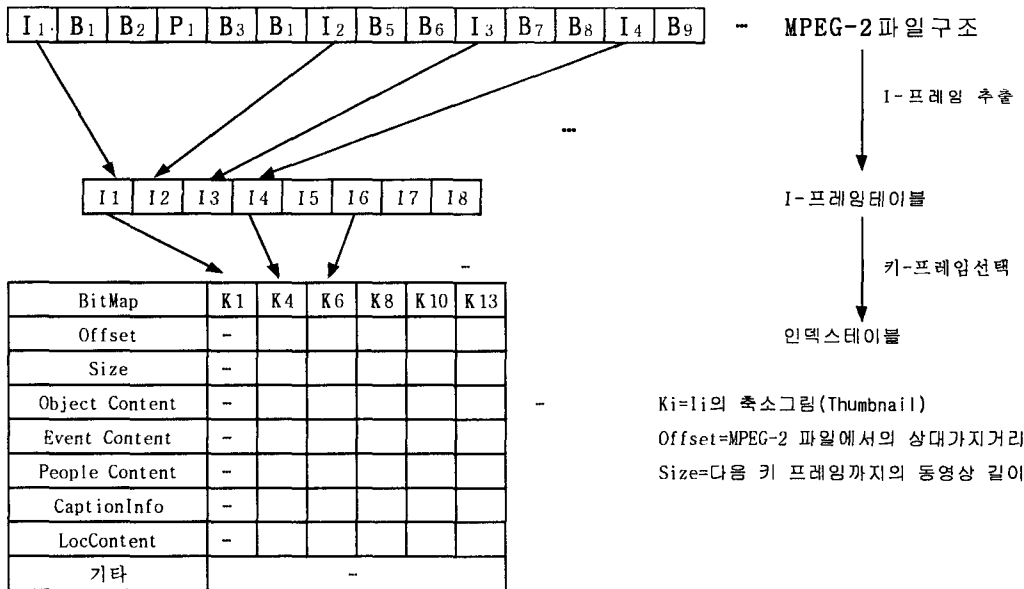 I₁. B₁ B₂ P₁ B₃ B₁ I₂ B₅ B₆ I₃ B₇ B₈ I₄ B₉ … MPEG-2파일구조
I-프레임 추출
…
I1 I2 I3 I4 I5 I6 I7 I8
I-프레임테이블
…
키-프레임선택
BitMap K1 K4 K6 K8 K10 K13
인덱스테이블
Offset …
Size …
Object Content … …
Ki=Ii의 축소그림(Thumbnail)
Event Content …
Offset=MPEG-2 파일에서의 상대가지거리
People Content …
Size=다음 키 프레임까지의 동영상 길이
CaptionInfo …
LocContent …
기타 …